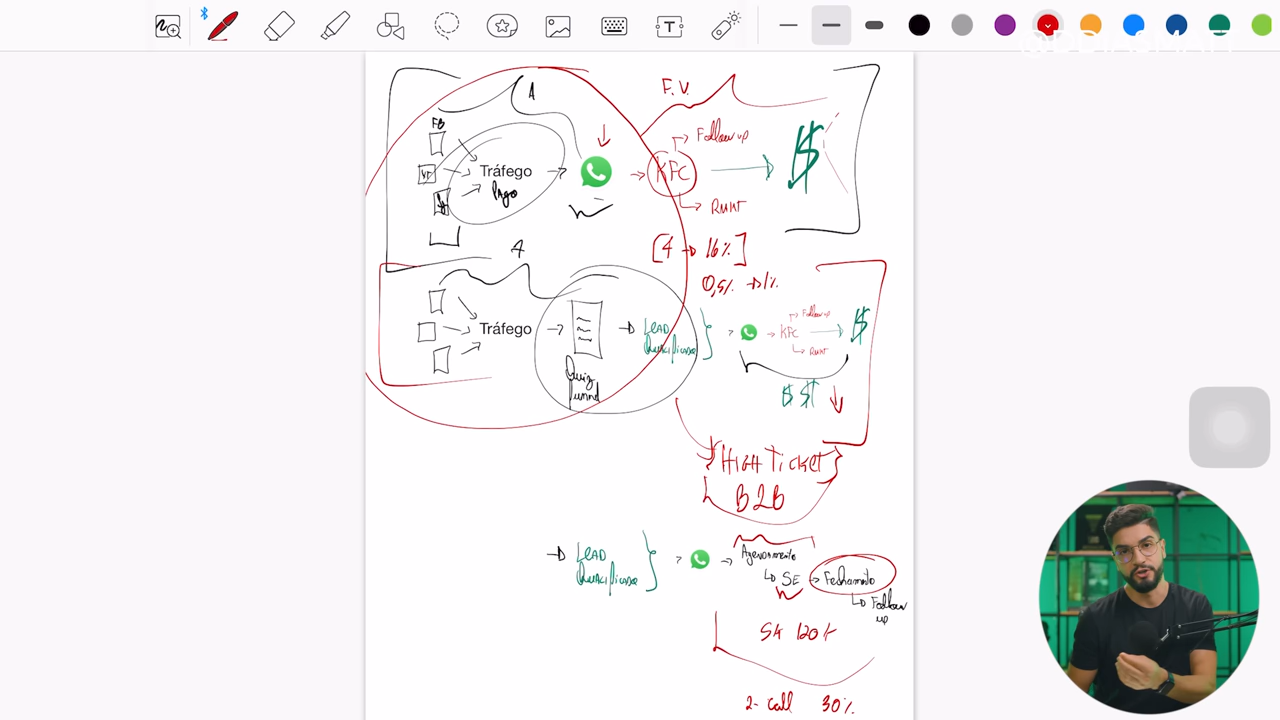 A
F.V.
FB
YT
Tráfego
Pago
KFC
Follow up
RMKT
$
[4 → 16%]
0,5% → 1%
A
Tráfego
Quiz
Funnel
→ LEAD
Qualificado
KFC
Follow up
RMKT
$
$ $
HIGH TICKET
B2B
→ LEAD
Qualificado
Agendamento
SE → Fechamento
Follow
up
5k 120k
2- call 30%